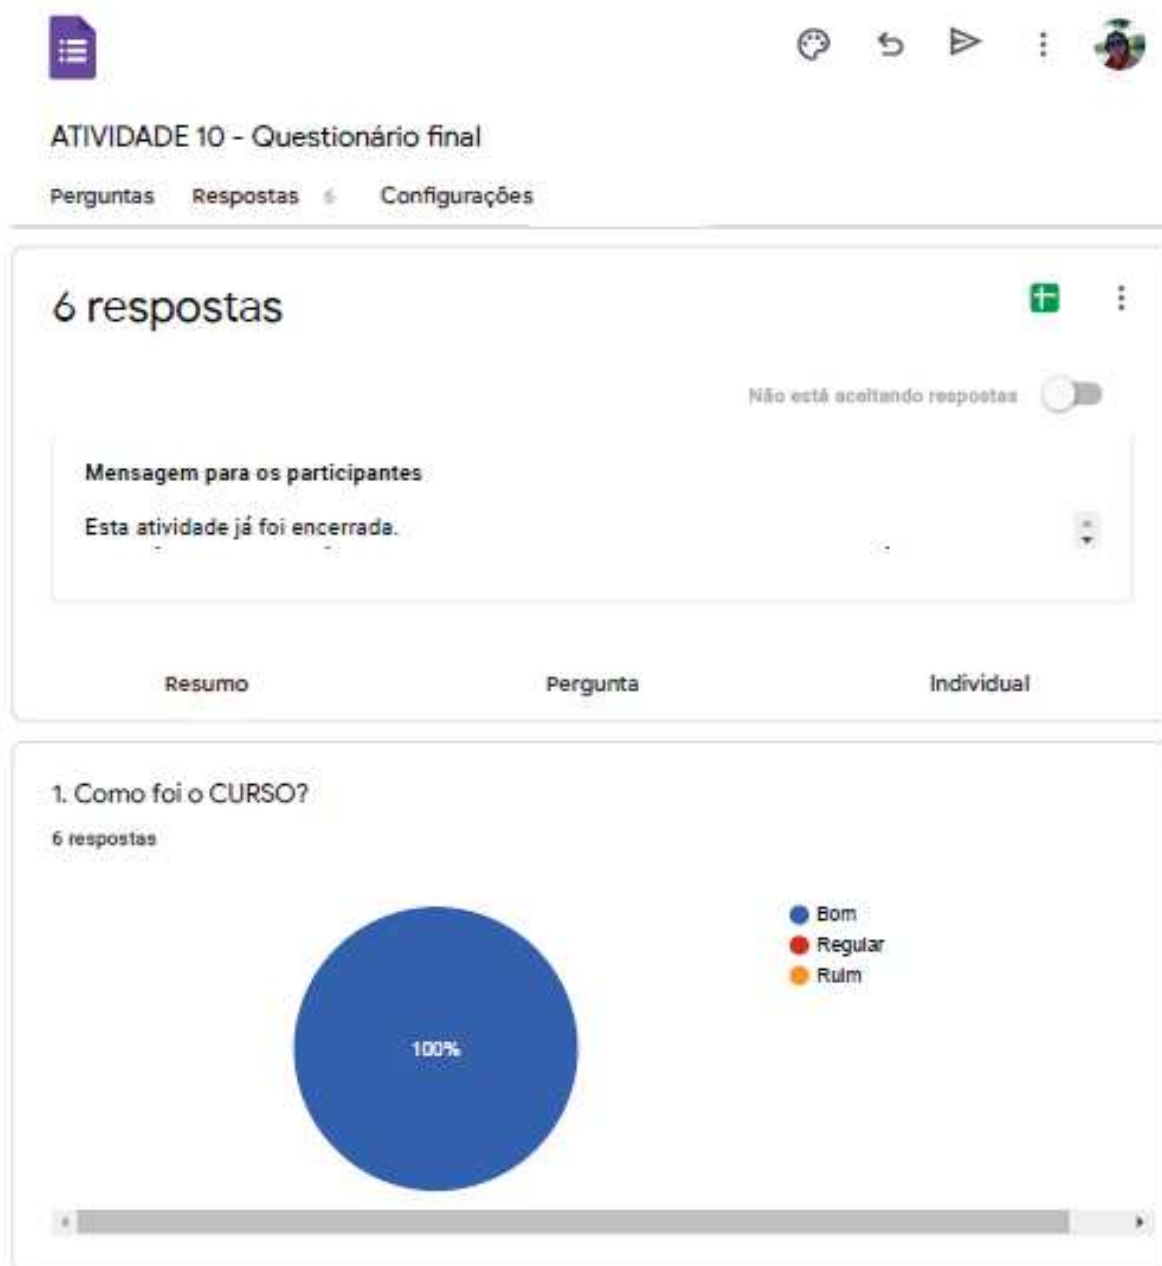 ATIVIDADE 10 - Questionário final
Perguntas Respostas 6 Configurações
6 respostas
Não está aceitando respostas
Mensagem para os participantes
Esta atividade já foi encerrada.
Resumo Pergunta Individual
1. Como foi o CURSO?
6 respostas
Bom
Regular
Ruim
100%